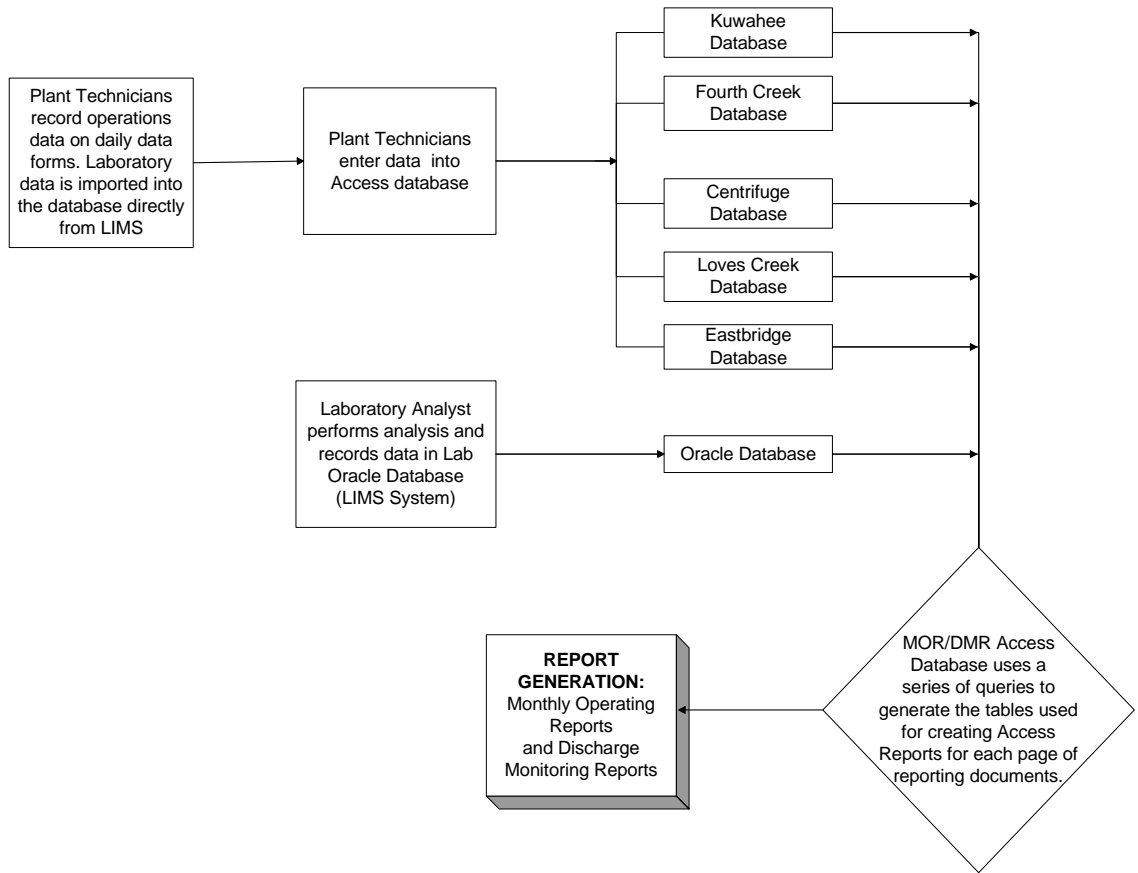 Plant Technicians
record operations
data on daily data
forms. Laboratory
data is imported into
the database directly
from LIMS
Plant Technicians
enter data  into
Access database
Kuwahee
Database
Fourth Creek
Database
Centrifuge
Database
Loves Creek
Database
Eastbridge
Database
Laboratory Analyst
performs analysis and
records data in Lab
Oracle Database
(LIMS System)
Oracle Database
MOR/DMR Access
Database uses a
series of queries to
generate the tables used
for creating Access
Reports for each page of
reporting documents.
REPORT
GENERATION:
Monthly Operating
Reports
and Discharge
Monitoring Reports